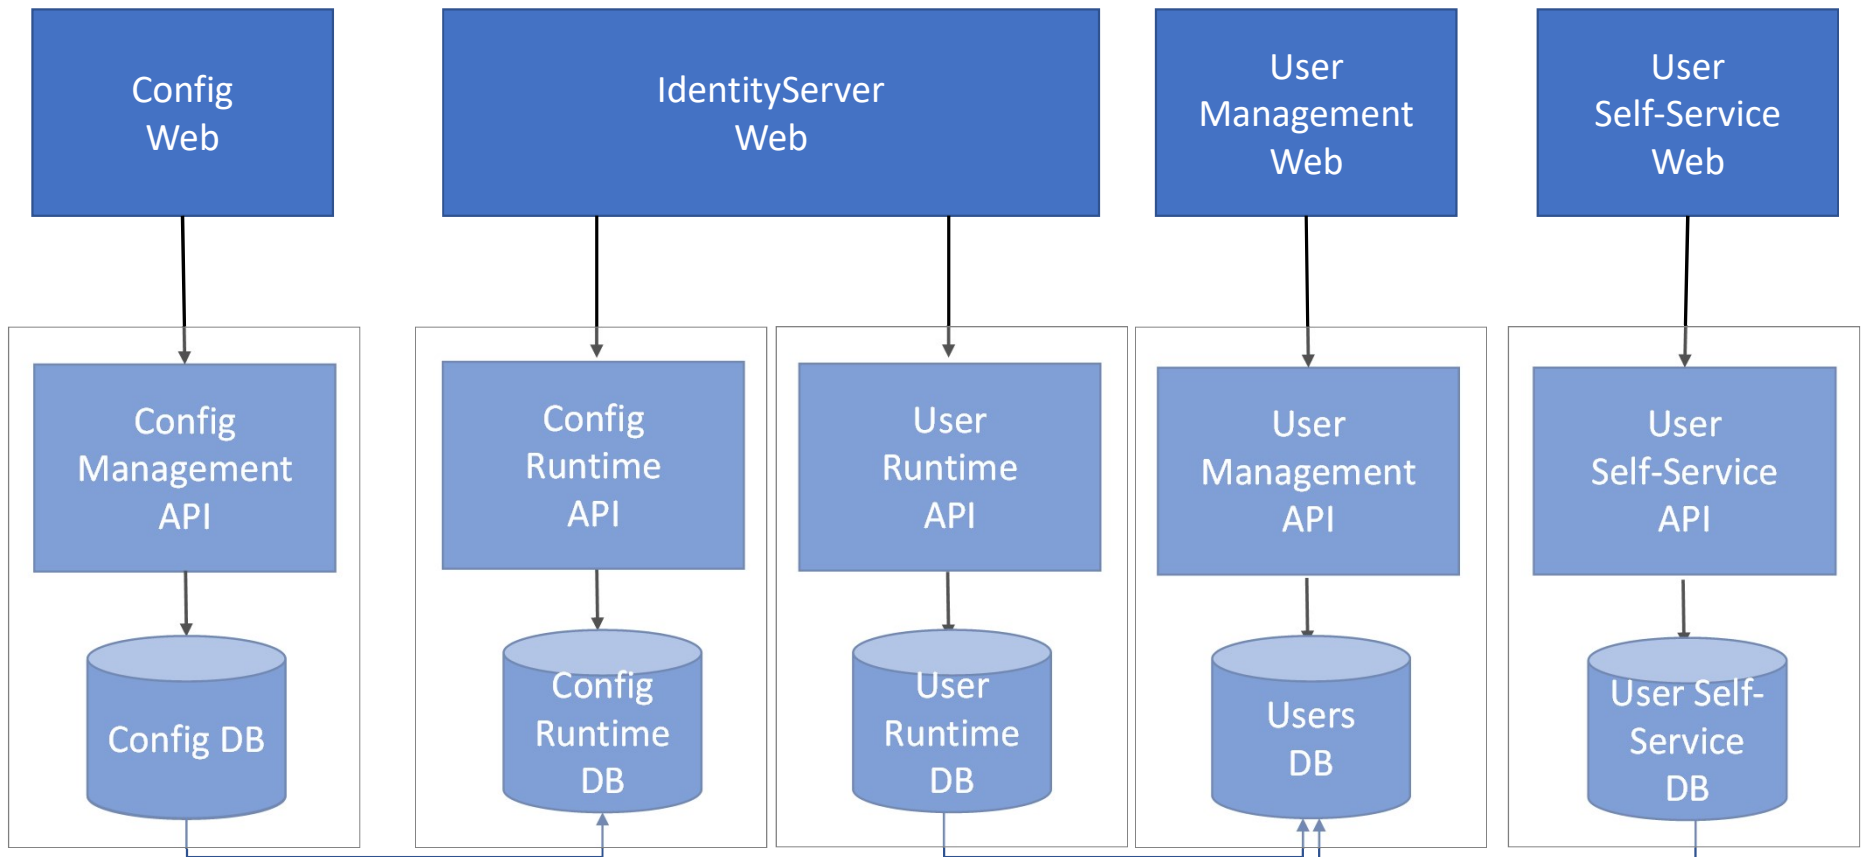 Config
Web
IdentityServer
Web
User
Management
Web
User
Self-Service
Web
Config
Management
API
Config
Runtime
API
User
Runtime
API
User
Management
API
User
Self-Service
API
Config DB
Config
Runtime
DB
User
Runtime
DB
Users
DB
User Self-
Service
DB